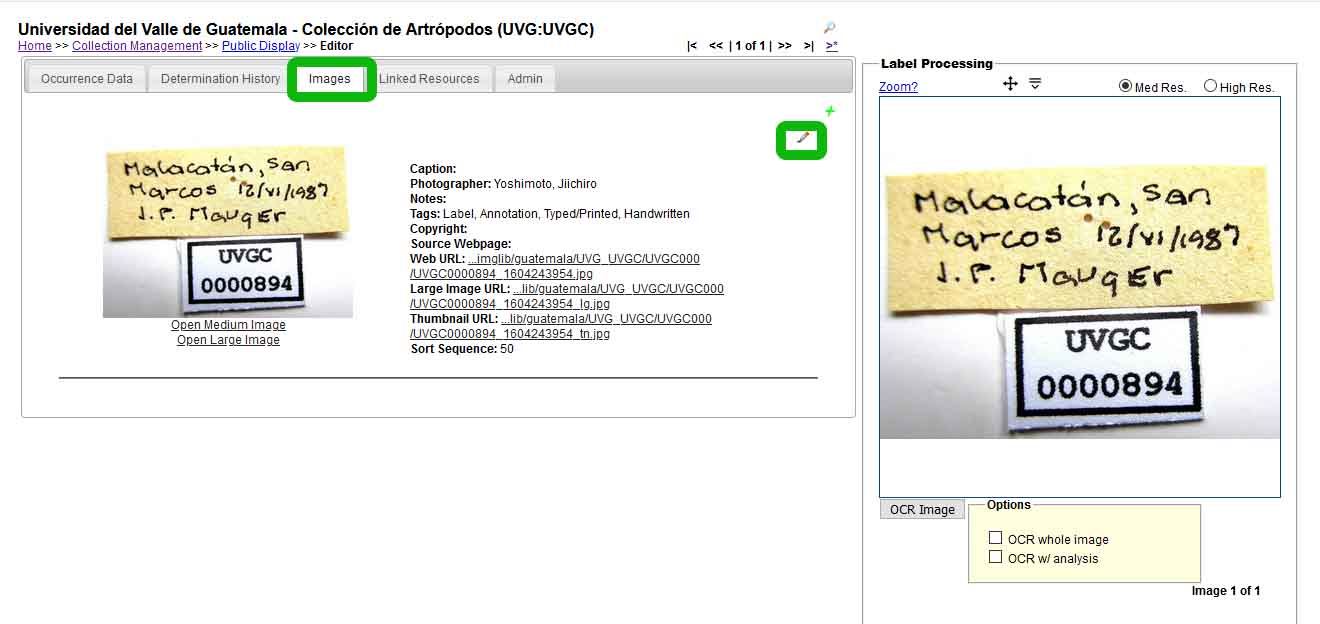 Universidad del Valle de Guatemala - Colección de Artrópodos (UVG:UVGC)
Home >> Collection Management >> Public Display >> Editor
|< << | 1 of 1 | >> >| >*
Occurrence Data Determination History Images Linked Resources Admin
Malacatán, San
Marcos 12/VI/1987
J.P. Mauger
UVGC
0000894
Open Medium Image
Open Large Image
Caption:
Photographer: Yoshimoto, Jiichiro
Notes:
Tags: Label, Annotation, Typed/Printed, Handwritten
Copyright:
Source Webpage:
Web URL: ...imglib/guatemala/UVG_UVGC/UVGC000
/UVGC0000894_1604243954.jpg
Large Image URL: ...lib/guatemala/UVG_UVGC/UVGC000
/UVGC0000894_1604243954_lg.jpg
Thumbnail URL: ...lib/guatemala/UVG_UVGC/UVGC000
/UVGC0000894_1604243954_tn.jpg
Sort Sequence: 50
Label Processing
Zoom? Med Res. High Res.
Malacatán, San
Marcos 12/VI/1987
J.P. Mauger
UVGC
0000894
OCR Image
Options
OCR whole image
OCR w/ analysis
Image 1 of 1